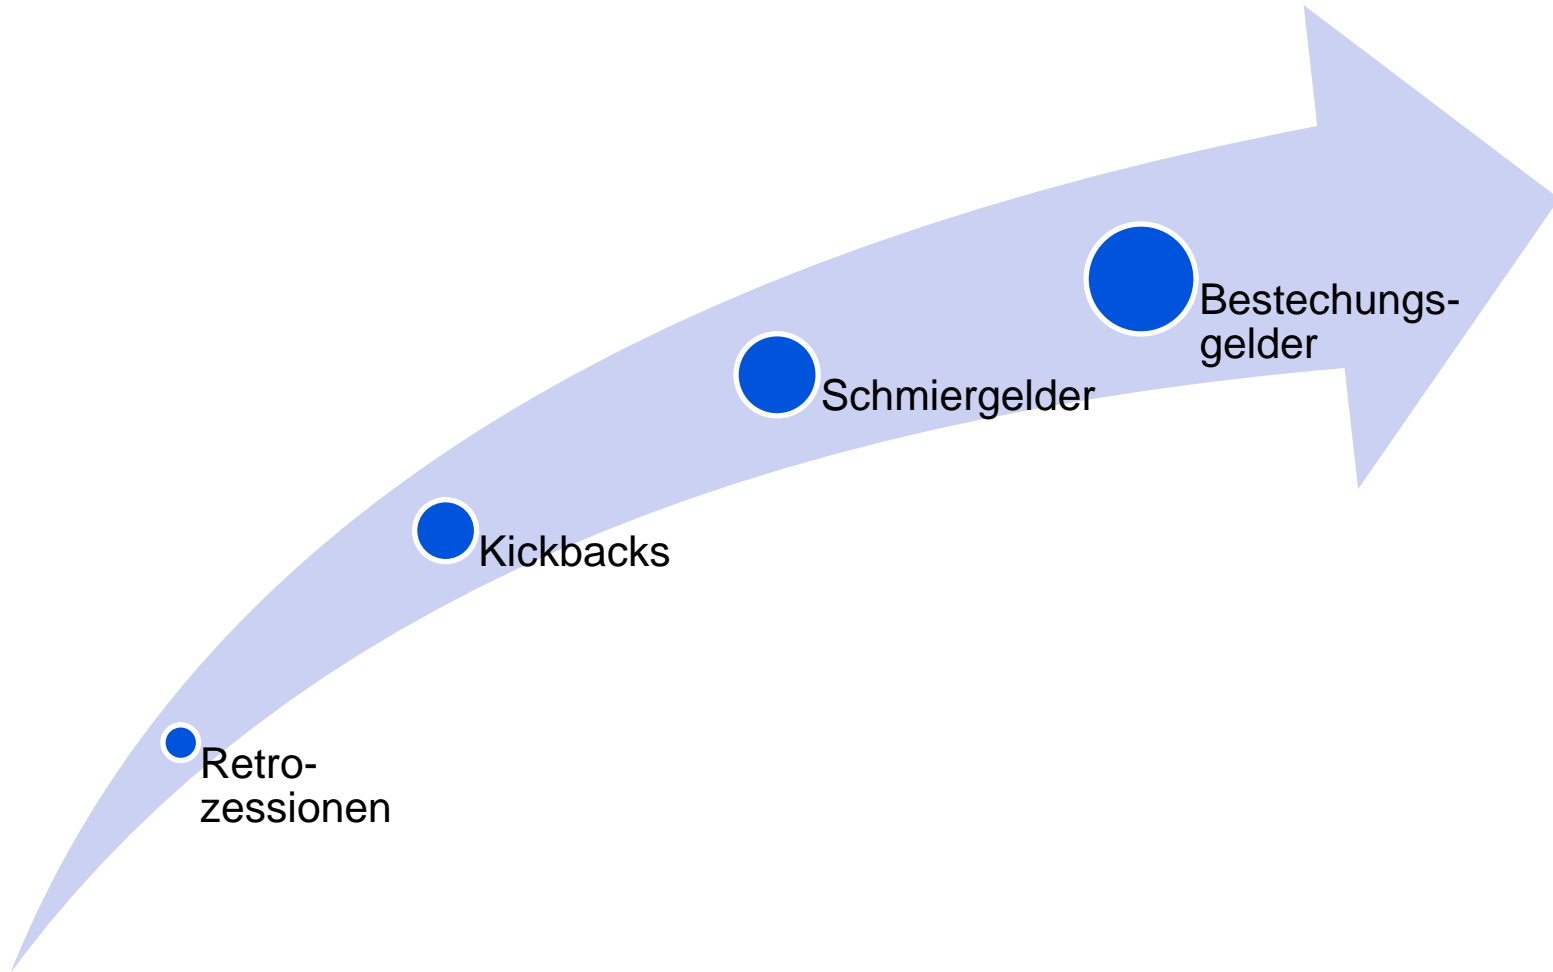 Bestechungs-
gelder
Schmiergelder
Kickbacks
Retro-
zessionen